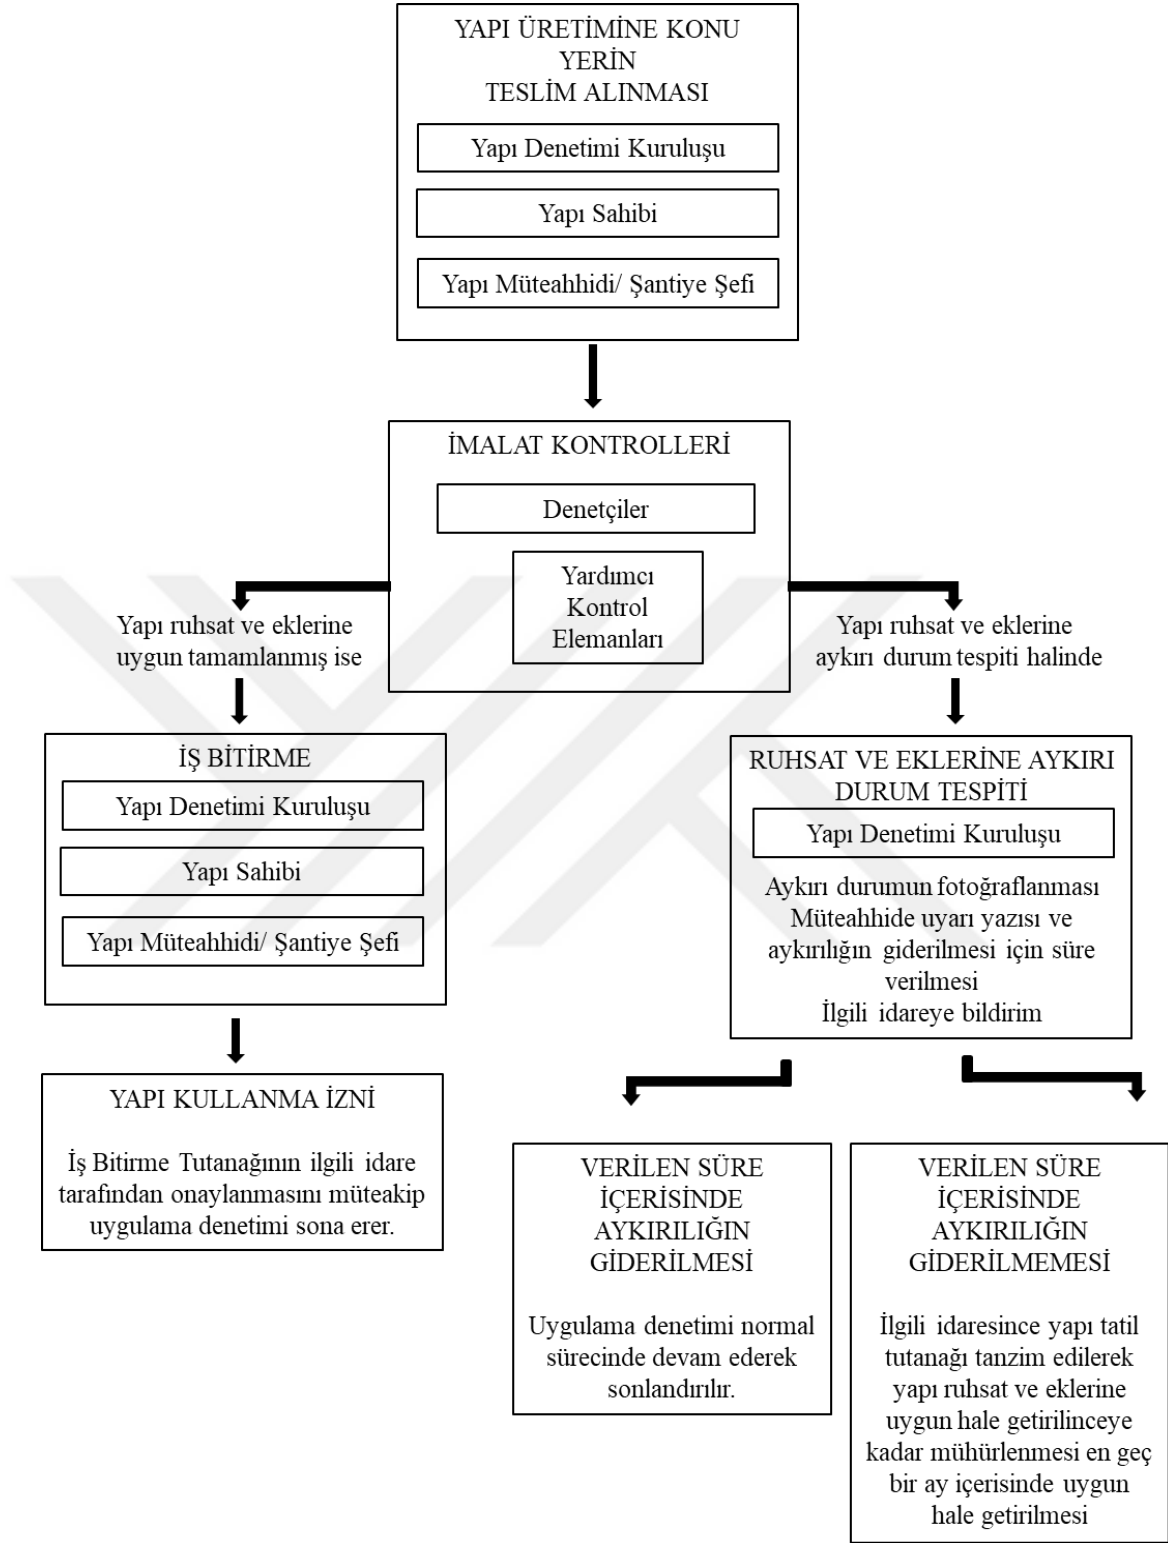 YAPI ÜRETİMİNE KONU
YERİN
TESLİM ALINMASI
Yapı Denetimi Kuruluşu
Yapı Sahibi
Yapı Müteahhidi/ Şantiye Şefi
İMALAT KONTROLLERİ
Denetçiler
Yardımcı
Kontrol
Elemanları
Yapı ruhsat ve eklerine
uygun tamamlanmış ise
Yapı ruhsat ve eklerine
aykırı durum tespiti halinde
İŞ BİTİRME
Yapı Denetimi Kuruluşu
Yapı Sahibi
Yapı Müteahhidi/ Şantiye Şefi
RUHSAT VE EKLERİNE AYKIRI
DURUM TESPİTİ
Yapı Denetimi Kuruluşu
Aykırı durumun fotoğraflanması
Müteahhide uyarı yazısı ve
aykırılığın giderilmesi için süre
verilmesi
İlgili idareye bildirim
YAPI KULLANMA İZNİ
İş Bitirme Tutanağının ilgili idare
tarafından onaylanmasını müteakip
uygulama denetimi sona erer.
VERİLEN SÜRE
İÇERİSİNDE
AYKIRILIĞIN
GİDERİLMESİ
Uygulama denetimi normal
sürecinde devam ederek
sonlandırılır.
VERİLEN SÜRE
İÇERİSİNDE
AYKIRILIĞIN
GİDERİLMEMESİ
İlgili idaresince yapı tatil
tutanağı tanzim edilerek
yapı ruhsat ve eklerine
uygun hale getirilinceye
kadar mühürlenmesi en geç
bir ay içerisinde uygun
hale getirilmesi